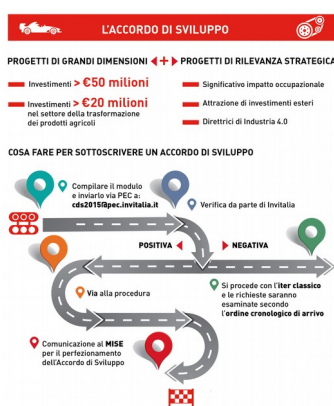 L'ACCORDO DI SVILUPPO
PROGETTI DI GRANDI DIMENSIONI
Investimenti > €50 milioni
Investimenti > €20 milioni
nel settore della trasformazione
dei prodotti agricoli
PROGETTI DI RILEVANZA STRATEGICA
Significativo impatto occupazionale
Attrazione di investimenti esteri
Direttrici di Industria 4.0
COSA FARE PER SOTTOSCRIVERE UN ACCORDO DI SVILUPPO
Compilare il modulo
e inviarlo via PEC a:
cds2015@pec.invitalia.it
Verifica da parte di Invitalia
POSITIVA
NEGATIVA
Via alla procedura
Si procede con l'iter classico
e le richieste saranno
esaminate secondo
l'ordine cronologico di arrivo
Comunicazione al MISE
per il perfezionamento
dell'Accordo di Sviluppo